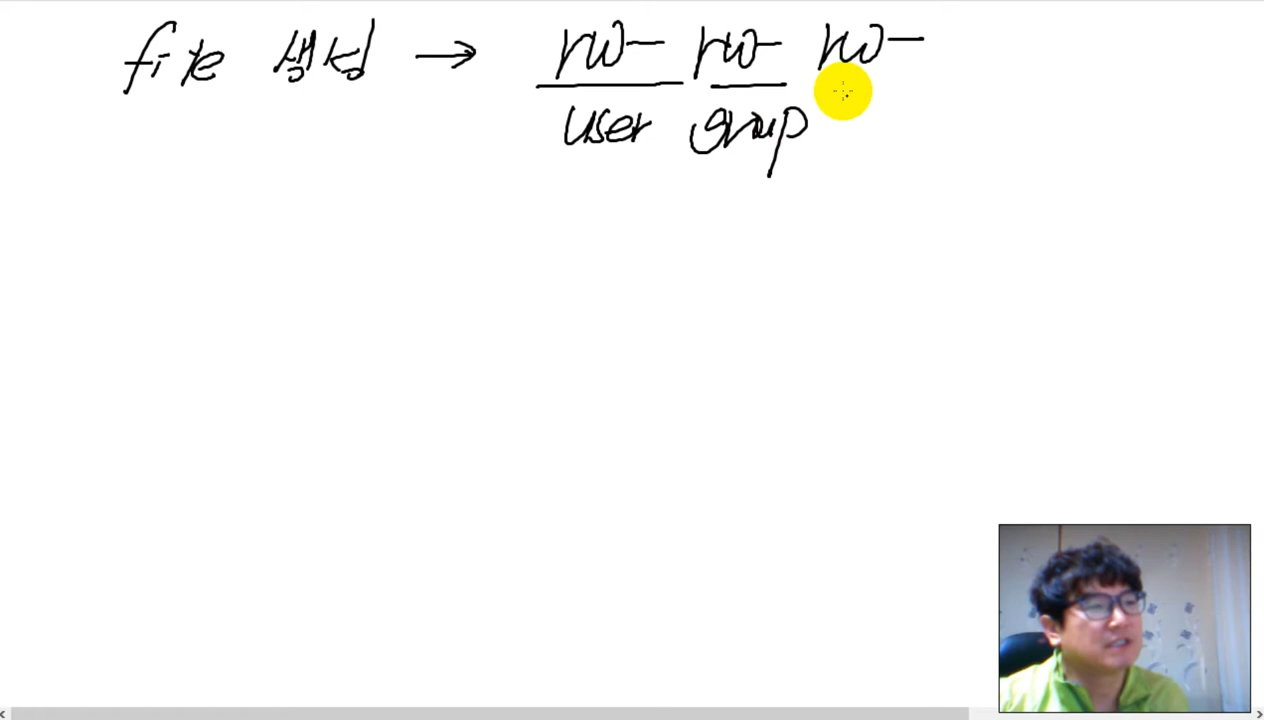 file 생성 → rw- rw- rw-
user group